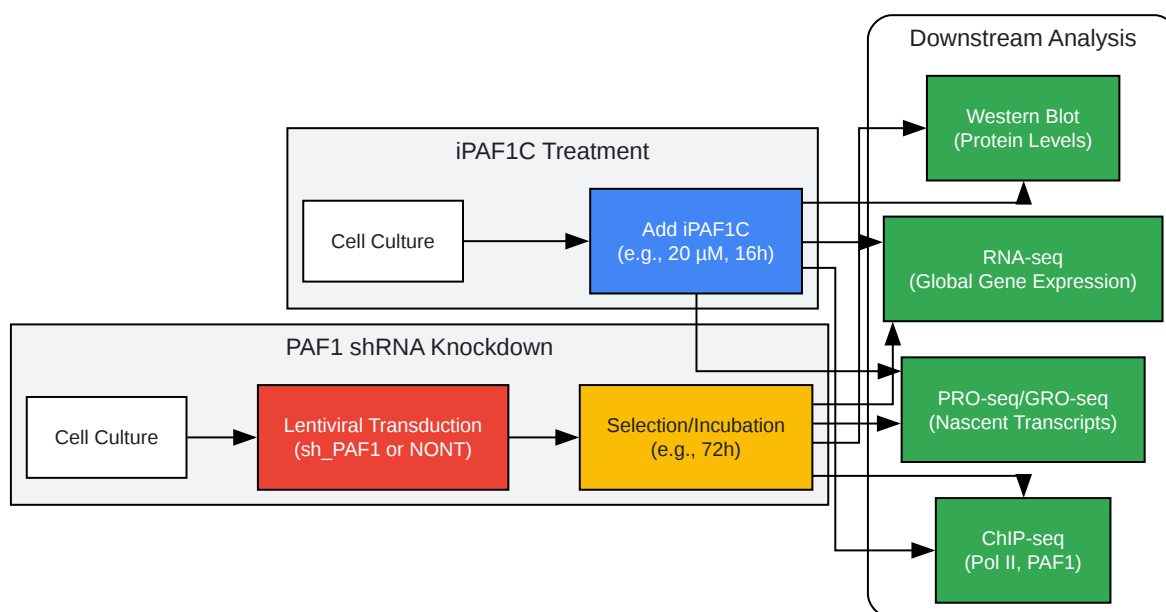 Downstream Analysis
Western Blot
(Protein Levels)
iPAF1C Treatment
Cell Culture
Add iPAF1C
(e.g., 20 µM, 16h)
RNA-seq
(Global Gene Expression)
PAF1 shRNA Knockdown
Cell Culture
Lentiviral Transduction
(sh_PAF1 or NONT)
Selection/Incubation
(e.g., 72h)
PRO-seq/GRO-seq
(Nascent Transcripts)
ChIP-seq
(Pol II, PAF1)